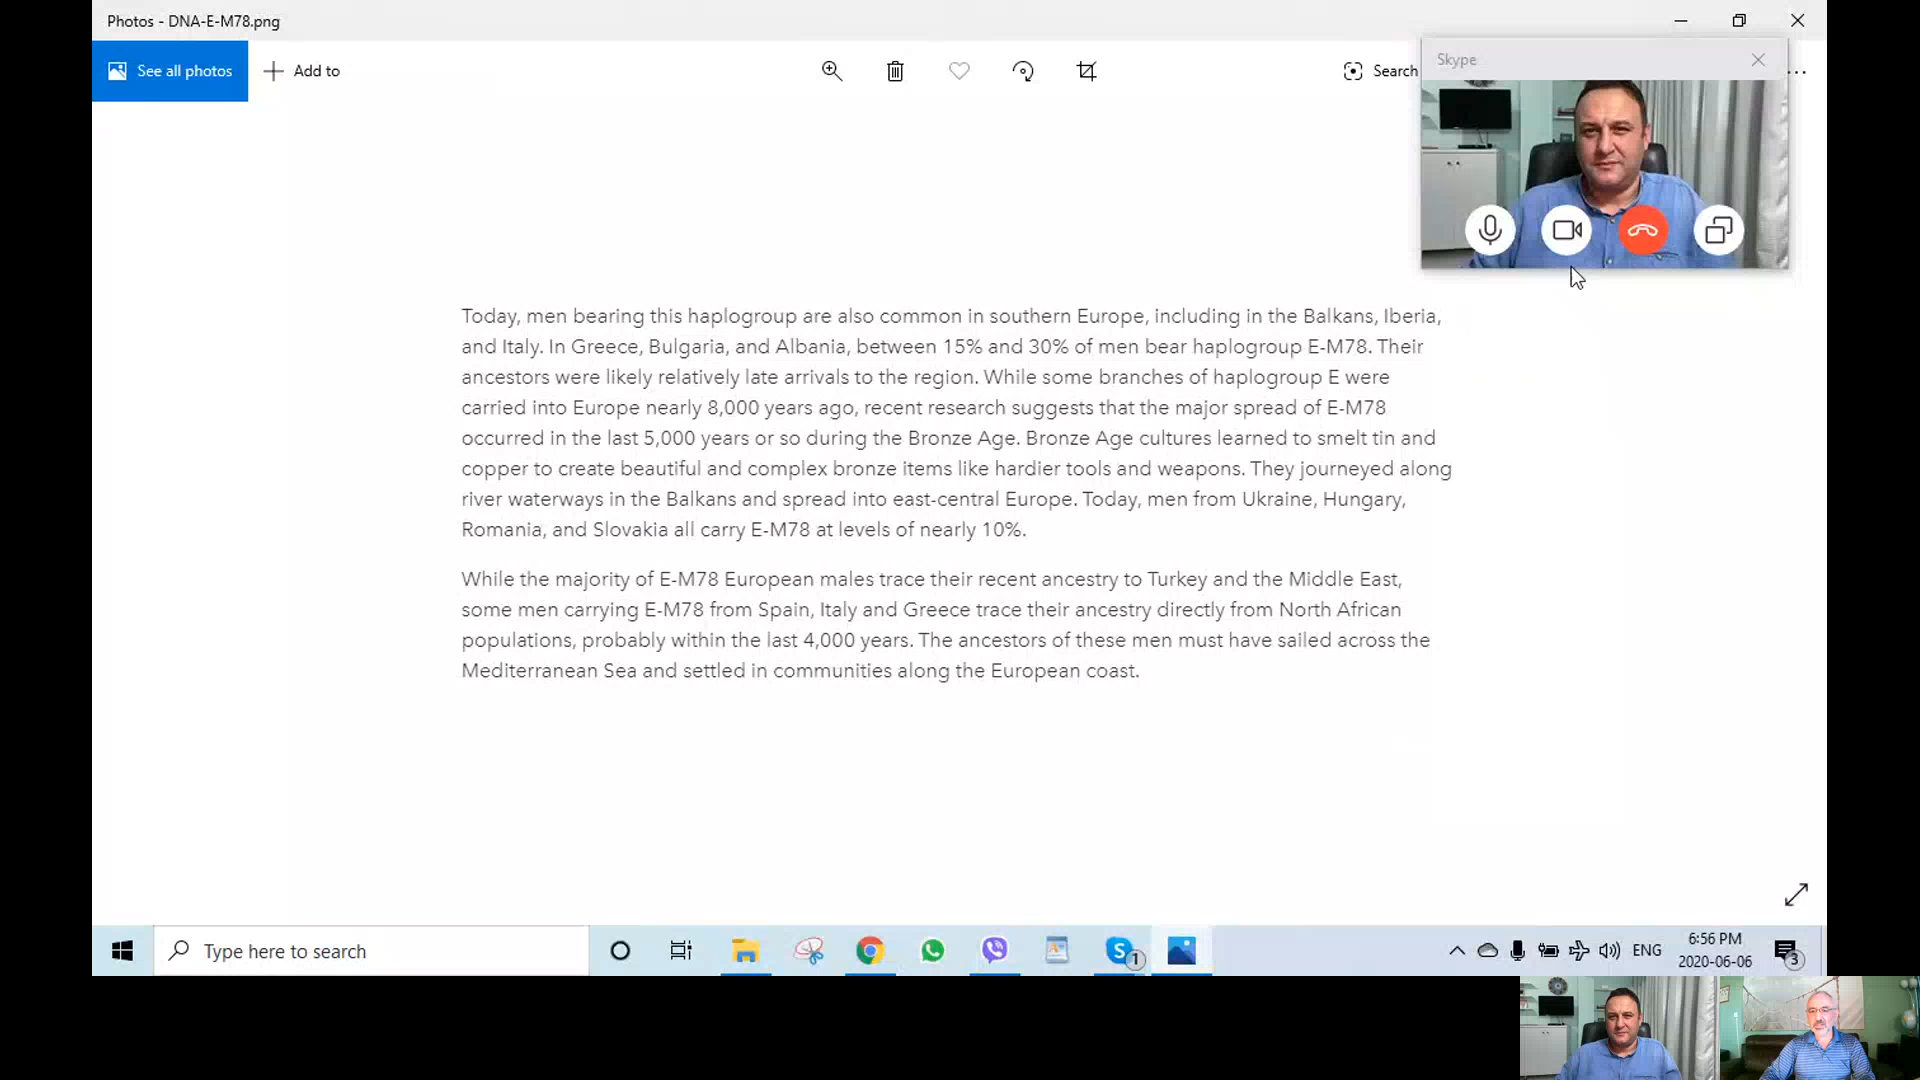 Photos - DNA-E-M78.png
See all photos
Add to
Search
Skype
Today, men bearing this haplogroup are also common in southern Europe, including in the Balkans, Iberia,
and Italy. In Greece, Bulgaria, and Albania, between 15% and 30% of men bear haplogroup E-M78. Their
ancestors were likely relatively late arrivals to the region. While some branches of haplogroup E were
carried into Europe nearly 8,000 years ago, recent research suggests that the major spread of E-M78
occurred in the last 5,000 years or so during the Bronze Age. Bronze Age cultures learned to smelt tin and
copper to create beautiful and complex bronze items like hardier tools and weapons. They journeyed along
river waterways in the Balkans and spread into east-central Europe. Today, men from Ukraine, Hungary,
Romania, and Slovakia all carry E-M78 at levels of nearly 10%.
While the majority of E-M78 European males trace their recent ancestry to Turkey and the Middle East,
some men carrying E-M78 from Spain, Italy and Greece trace their ancestry directly from North African
populations, probably within the last 4,000 years. The ancestors of these men must have sailed across the
Mediterranean Sea and settled in communities along the European coast.
Type here to search
1
ENG
6:56 PM
2020-06-06
3